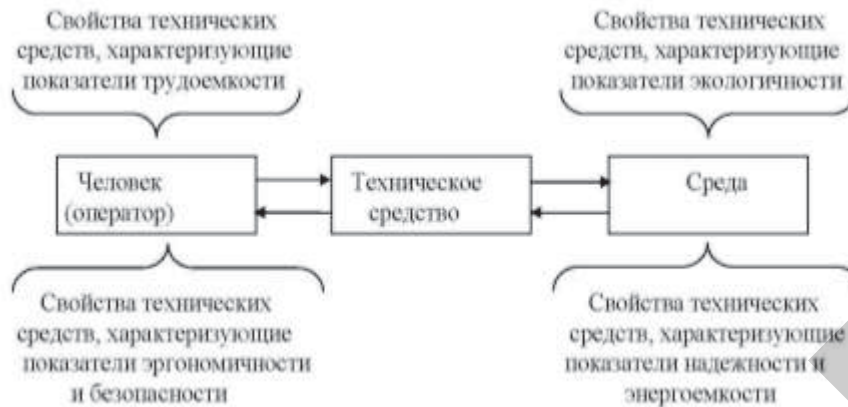 Свойства технических
средств, характеризующие
показатели трудоемкости
Свойства технических
средств, характеризующие
показатели экологичности
Человек
(оператор)
Техническое
средство
Среда
Свойства технических
средств, характеризующие
показатели эргономичности
и безопасности
Свойства технических
средств, характеризующие
показатели надежности и
энергоемкости